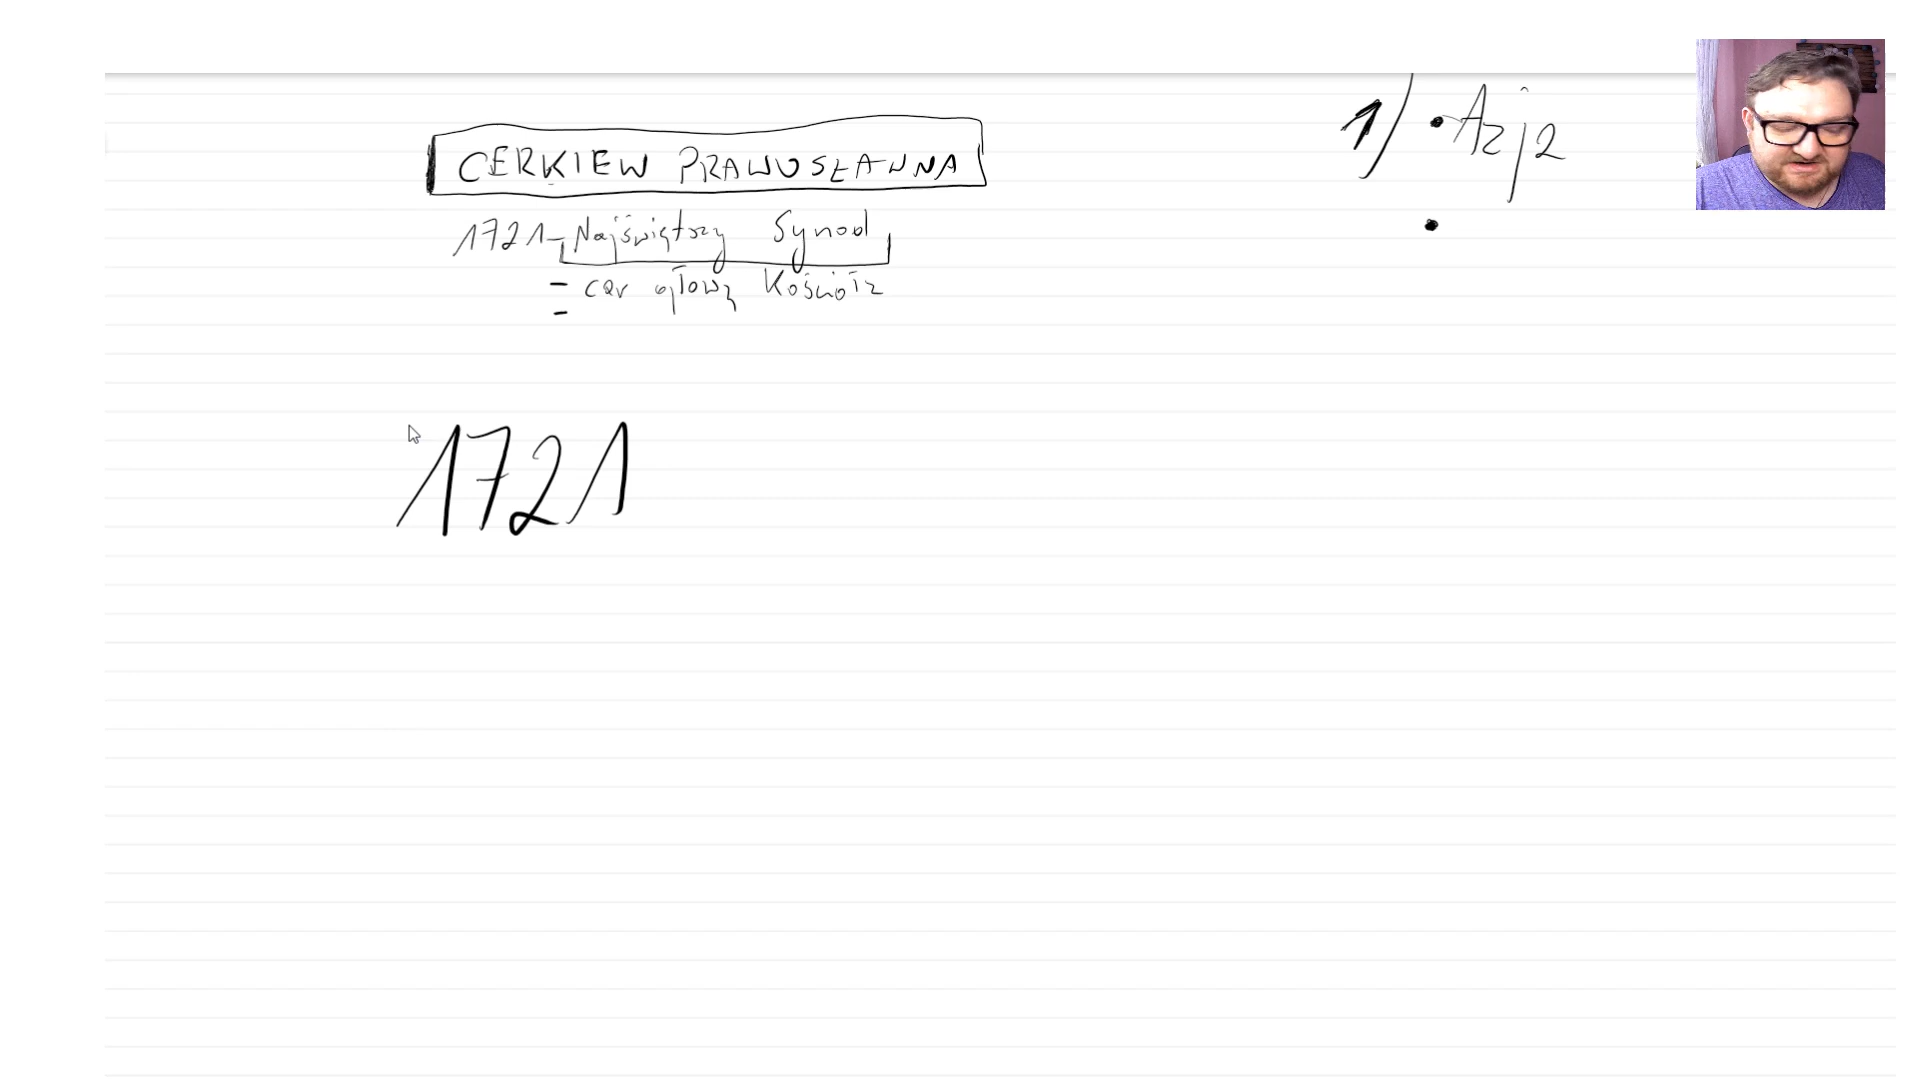 CERKIEW PRAWOSŁAWNA
1721 - Najświętszy Synod
- car głową Kościoła
-
1721
1) • Azja
•